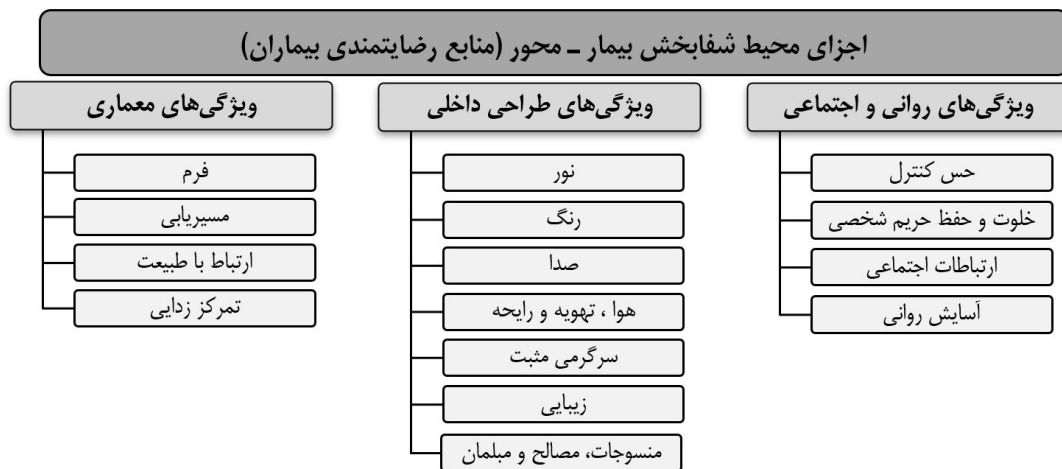 اجزای محیط شفابخش بیمار ـ محور (منابع رضایتمندی بیماران)
ویژگی‌های روانی و اجتماعی
حس کنترل
خلوت و حفظ حریم شخصی
ارتباطات اجتماعی
آسایش روانی
ویژگی‌های طراحی داخلی
نور
رنگ
صدا
هوا ، تهویه و رایحه
سرگرمی مثبت
زیبایی
منسوجات، مصالح و مبلمان
ویژگی‌های معماری
فرم
مسیریابی
ارتباط با طبیعت
تمرکز زدایی